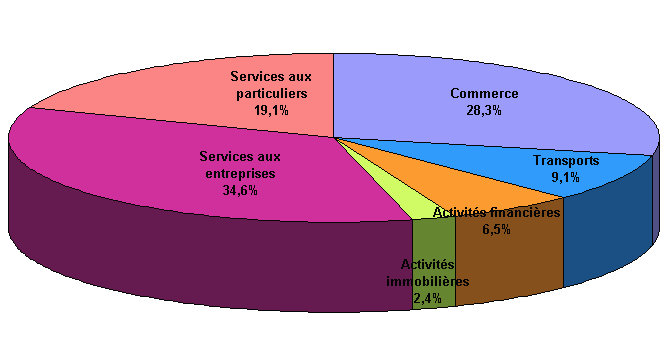 Services aux
particuliers
19,1%
Commerce
28,3%
Services aux
entreprises
34,6%
Transports
9,1%
Activités financières
6,5%
Activités
immobilières
2,4%